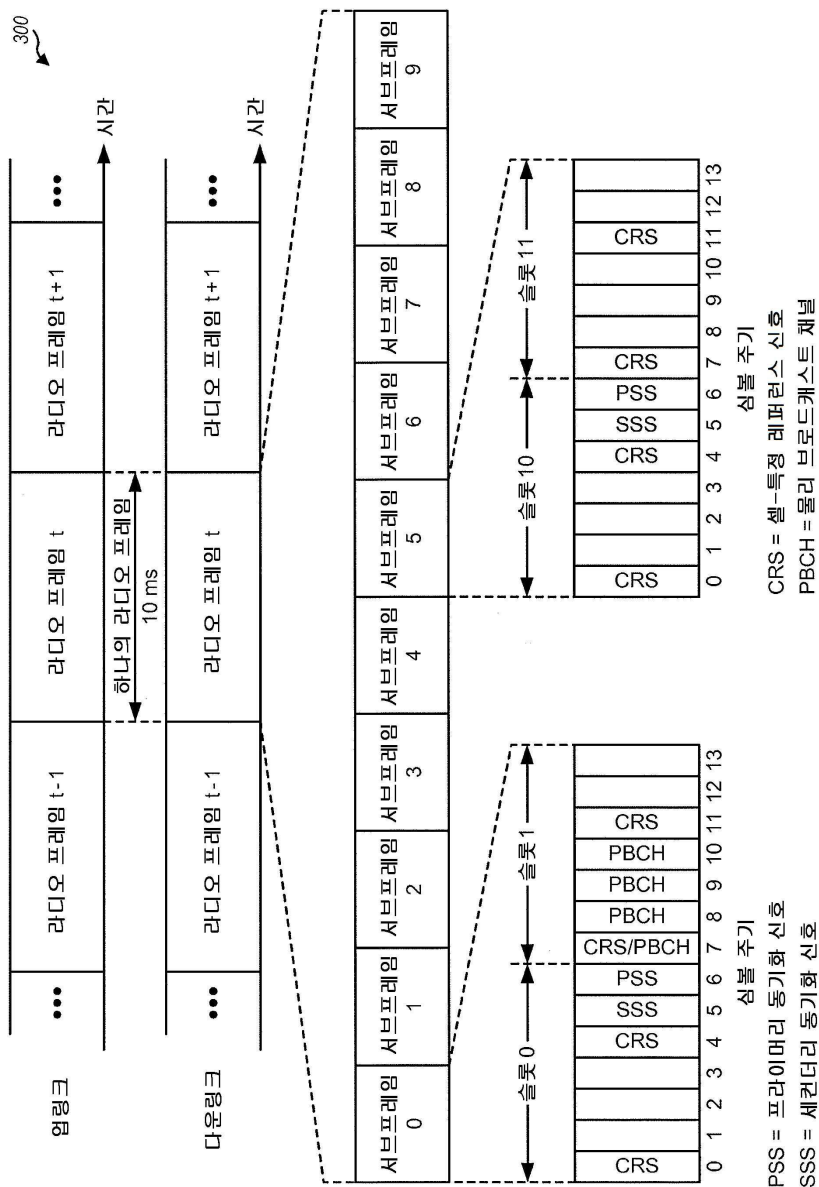 300
업링크
••• 라디오 프레임 t-1 라디오 프레임 t 라디오 프레임 t+1 •••
시간
하나의 라디오 프레임
10 ms
다운링크
••• 라디오 프레임 t-1 라디오 프레임 t 라디오 프레임 t+1 •••
시간
서브프레임 서브프레임 서브프레임 서브프레임 서브프레임 서브프레임 서브프레임 서브프레임 서브프레임 서브프레임
0 1 2 3 4 5 6 7 8 9
슬롯 0 슬롯 1
CRS CRS SSS PSS CRS/PBCH PBCH PBCH PBCH CRS
0 1 2 3 4 5 6 7 8 9 10 11 12 13
심볼 주기
슬롯 10 슬롯 11
CRS CRS SSS PSS CRS CRS
0 1 2 3 4 5 6 7 8 9 10 11 12 13
심볼 주기
PSS = 프라이머리 동기화 신호
SSS = 세컨더리 동기화 신호
CRS = 셀-특정 레퍼런스 신호
PBCH = 물리 브로드캐스트 채널